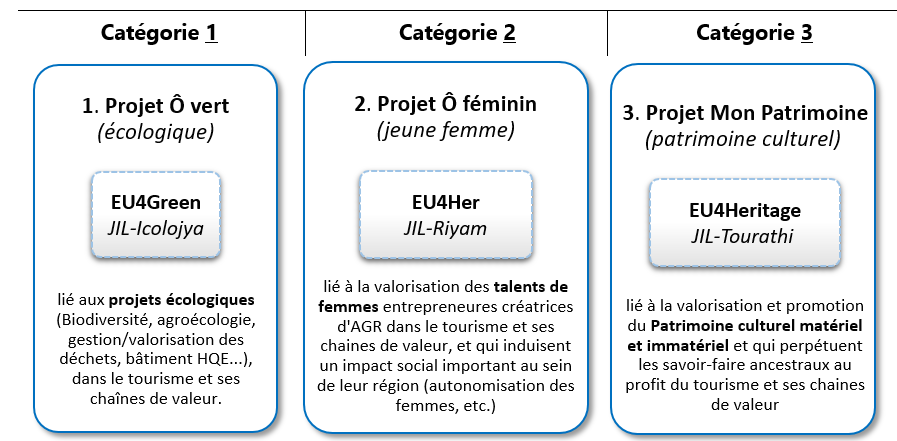 Catégorie 1
Catégorie 2
Catégorie 3
1. Projet Ô vert
(écologique)
EU4Green
JIL-Icolojya
lié aux projets écologiques
(Biodiversité, agroécologie,
gestion/valorisation des
déchets, bâtiment HQE...),
dans le tourisme et ses
chaînes de valeur.
2. Projet Ô féminin
(jeune femme)
EU4Her
JIL-Riyam
lié à la valorisation des talents de
femmes entrepreneures créatrices
d'AGR dans le tourisme et ses
chaines de valeur, et qui induisent
un impact social important au sein
de leur région (autonomisation des
femmes, etc.)
3. Projet Mon Patrimoine
(patrimoine culturel)
EU4Heritage
JIL-Tourathi
lié à la valorisation et promotion
du Patrimoine culturel matériel
et immatériel et qui perpétuent
les savoir-faire ancestraux au
profit du tourisme et ses chaines
de valeur